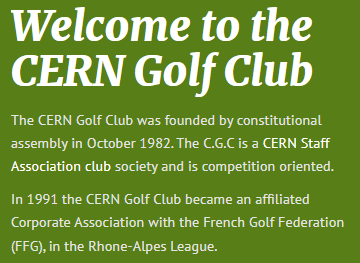 Welcome to the
CERN Golf Club
The CERN Golf Club was founded by constitutional
assembly in October 1982. The C.G.C is a CERN Staff
Association club society and is competition oriented.
In 1991 the CERN Golf Club became an affiliated
Corporate Association with the French Golf Federation
(FFG), in the Rhone-Alpes League.